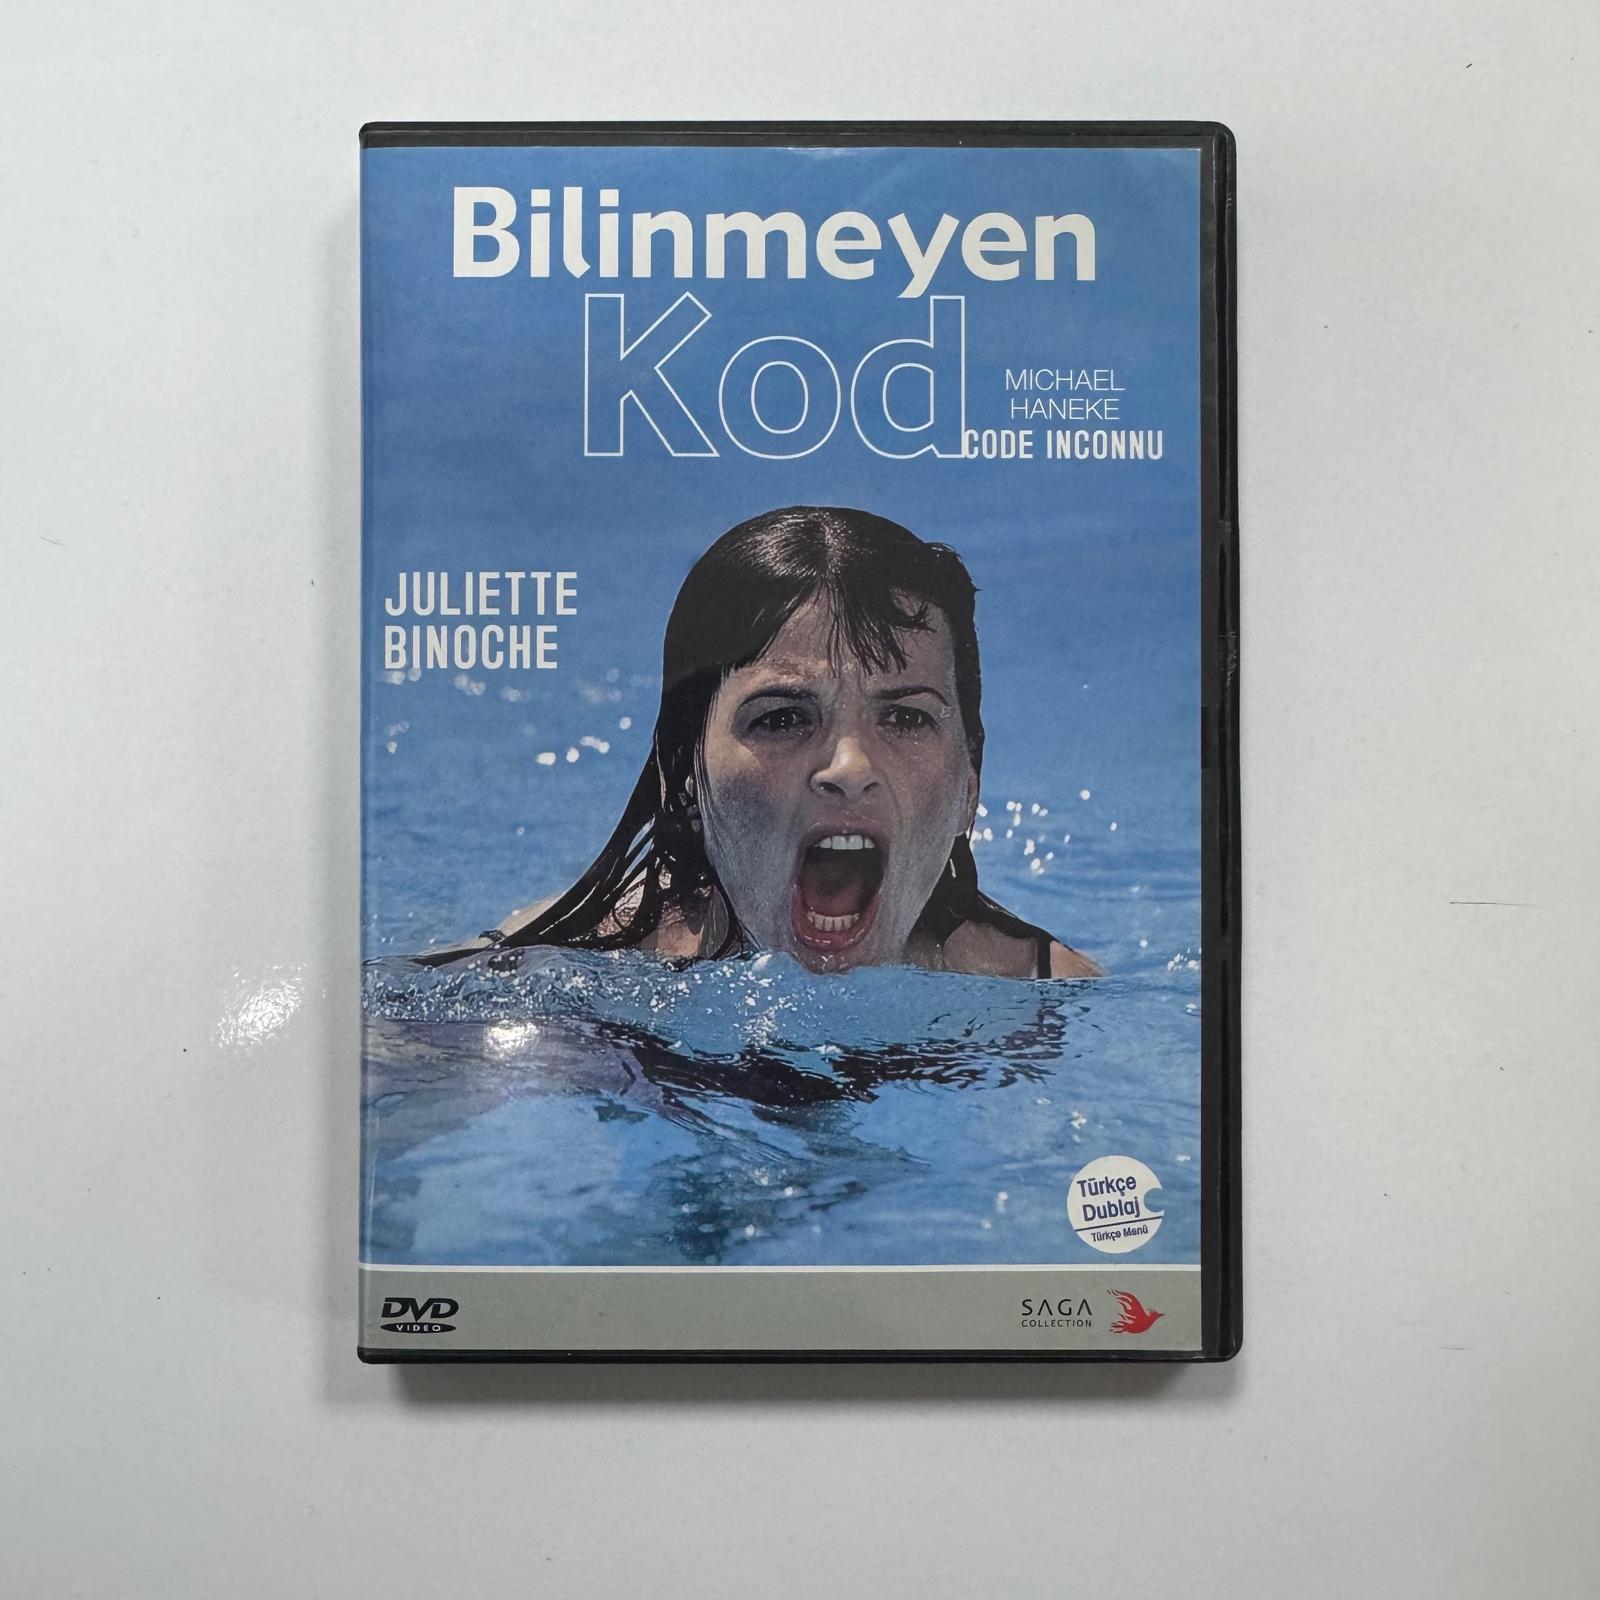 Bilinmeyen
Kod
MICHAEL
HANEKE
CODE INCONNU
JULIETTE
BINOCHE
Türkçe
Dublaj
Türkçe Menü
DVD
VIDEO
SAGA
COLLECTION